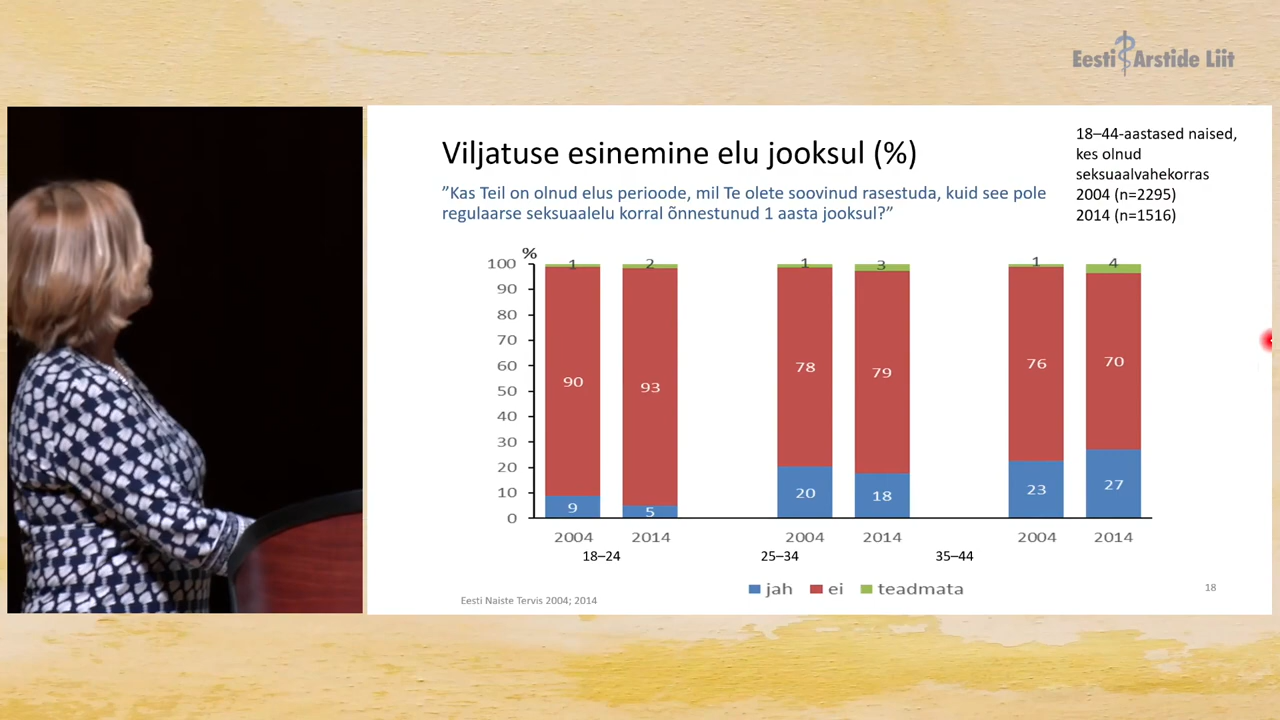 Eesti Arstide Liit
Viljatuse esinemine elu jooksul (%)
18–44-aastased naised,
kes olnud
seksuaalvahekorras
2004 (n=2295)
2014 (n=1516)
”Kas Teil on olnud elus perioode, mil Te olete soovinud rasestuda, kuid see pole
regulaarse seksuaalelu korral õnnestunud 1 aasta jooksul?”
%
100
90
80
70
60
50
40
30
20
10
0
1 2 1 3 1 4
90 93 78 79 76 70
9 5 20 18 23 27
2004 2014 2004 2014 2004 2014
18–24 25–34 35–44
jah ei teadmata
Eesti Naiste Tervis 2004; 2014
18